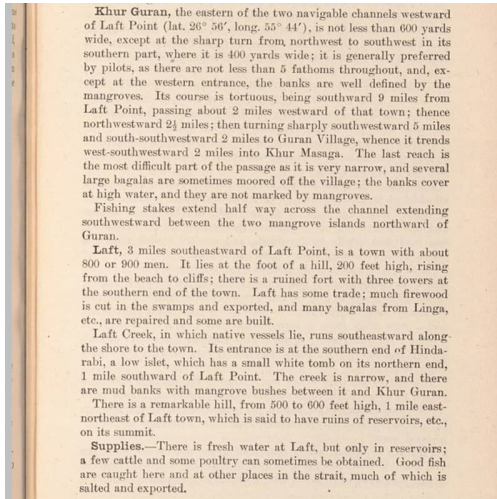 Khur Guran, the eastern of the two navigable channels westward
of Laft Point (lat. 26° 56′, long. 55° 44′), is not less than 600 yards
wide, except at the sharp turn from northwest to southwest in its
southern part, where it is 400 yards wide; it is generally preferred
by pilots, as there are not less than 5 fathoms throughout, and, ex-
cept at the western entrance, the banks are well defined by the
mangroves. Its course is tortuous, being southward 9 miles from
Laft Point, passing about 2 miles westward of that town; thence
northwestward 2½ miles; then turning sharply southwestward 5 miles
and south-southwestward 2 miles to Guran Village, whence it trends
west-southwestward 2 miles into Khur Masaga. The last reach is
the most difficult part of the passage as it is very narrow, and several
large bagalas are sometimes moored off the village; the banks cover
at high water, and they are not marked by mangroves.
Fishing stakes extend half way across the channel extending
southwestward between the two mangrove islands northward of
Guran.
Laft, 3 miles southeastward of Laft Point, is a town with about
800 or 900 men. It lies at the foot of a hill, 200 feet high, rising
from the beach to cliffs; there is a ruined fort with three towers at
the southern end of the town. Laft has some trade; much firewood
is cut in the swamps and exported, and many bagalas from Linga,
etc., are repaired and some are built.
Laft Creek, in which native vessels lie, runs southeastward along-
the shore to the town. Its entrance is at the southern end of Hinda-
rabi, a low islet, which has a small white tomb on its northern end,
1 mile southward of Laft Point. The creek is narrow, and there
are mud banks with mangrove bushes between it and Khur Guran.
There is a remarkable hill, from 500 to 600 feet high, 1 mile east-
northeast of Laft town, which is said to have ruins of reservoirs, etc.,
on its summit.
Supplies.—There is fresh water at Laft, but only in reservoirs;
a few cattle and some poultry can sometimes be obtained. Good fish
are caught here and at other places in the strait, much of which is
salted and exported.